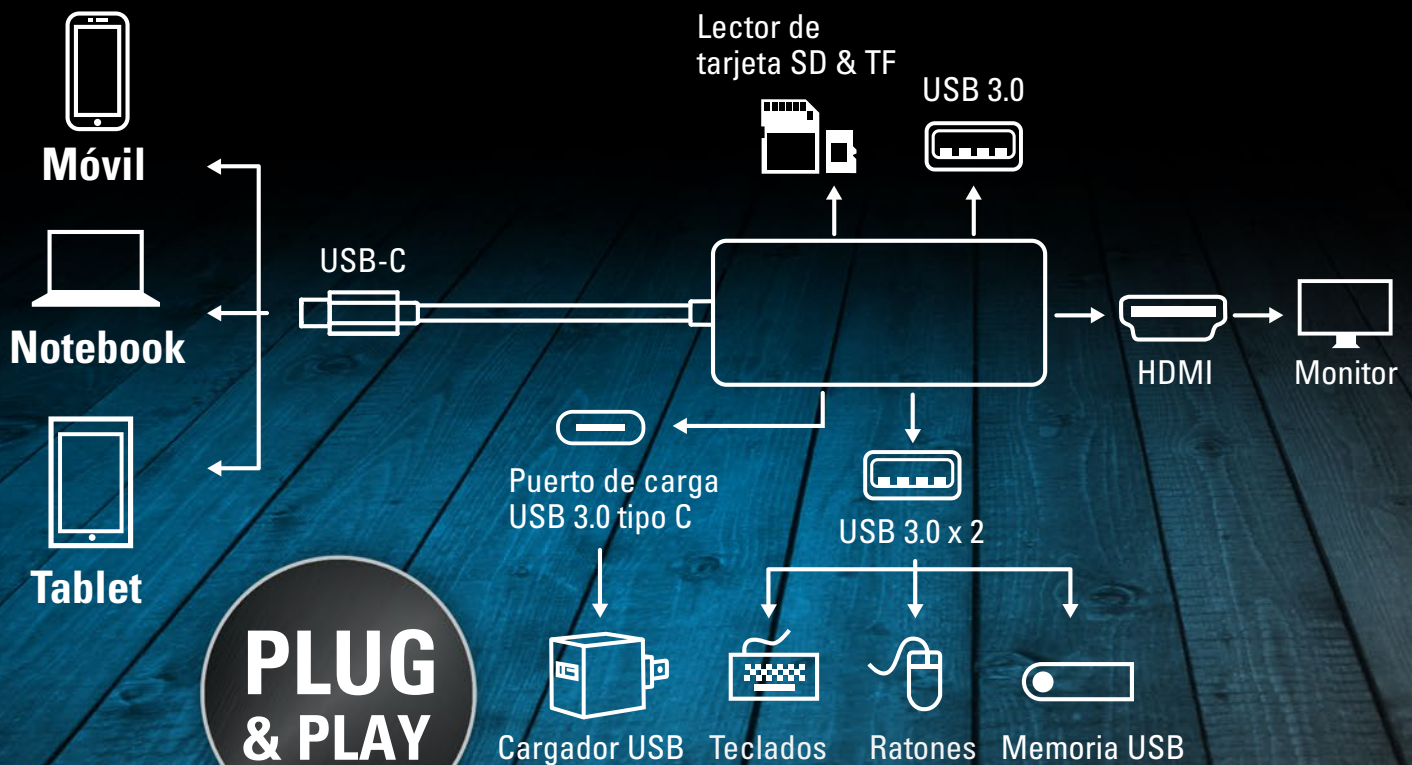 Lector de
tarjeta SD & TF
USB 3.0
Móvil
USB-C
Notebook
HDMI
Monitor
Puerto de carga
USB 3.0 tipo C
USB 3.0 x 2
Tablet
PLUG
& PLAY
Cargador USB
Teclados
Ratones
Memoria USB